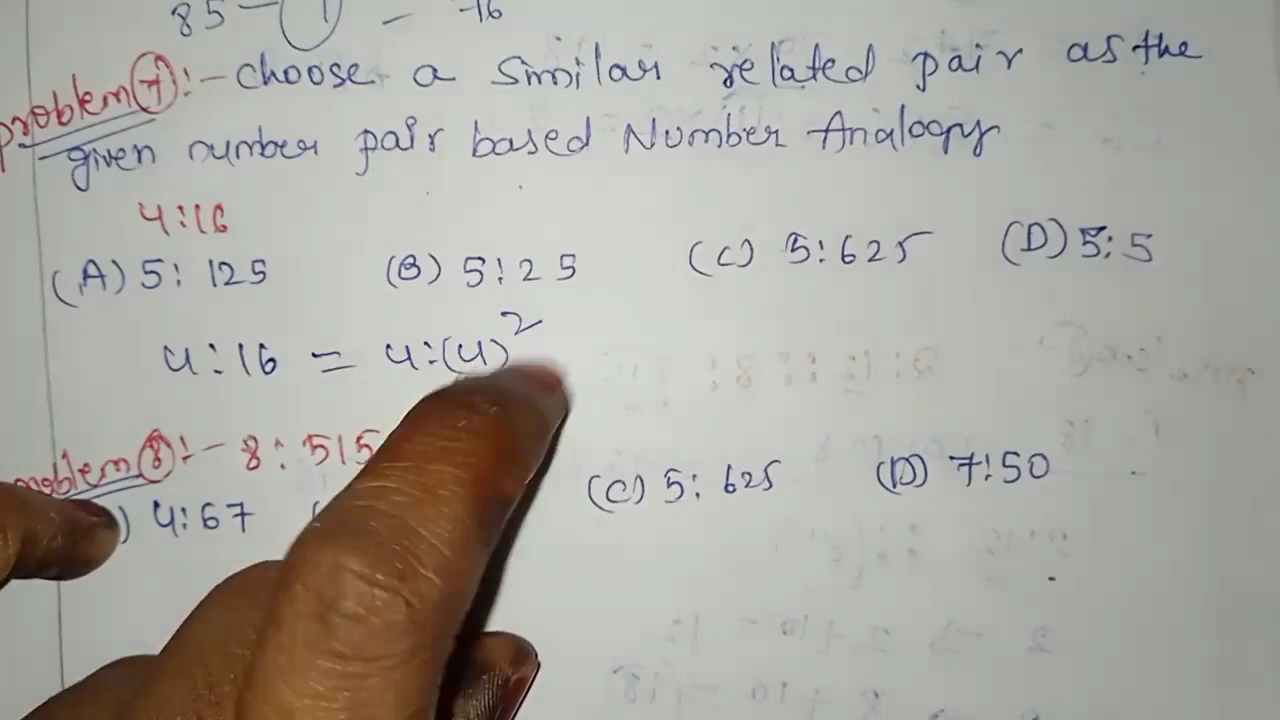 85 - 1 - 16
problem (7):- choose a similar related pair as the
given number pair based Number Analogy
4:16
(A) 5: 125 (B) 5:25 (C) 5:625 (D) 5:5
4:16 = 4:(4)²
problem (8):- 8:515
) 4:67 ( (C) 5: 625 (D) 7:50